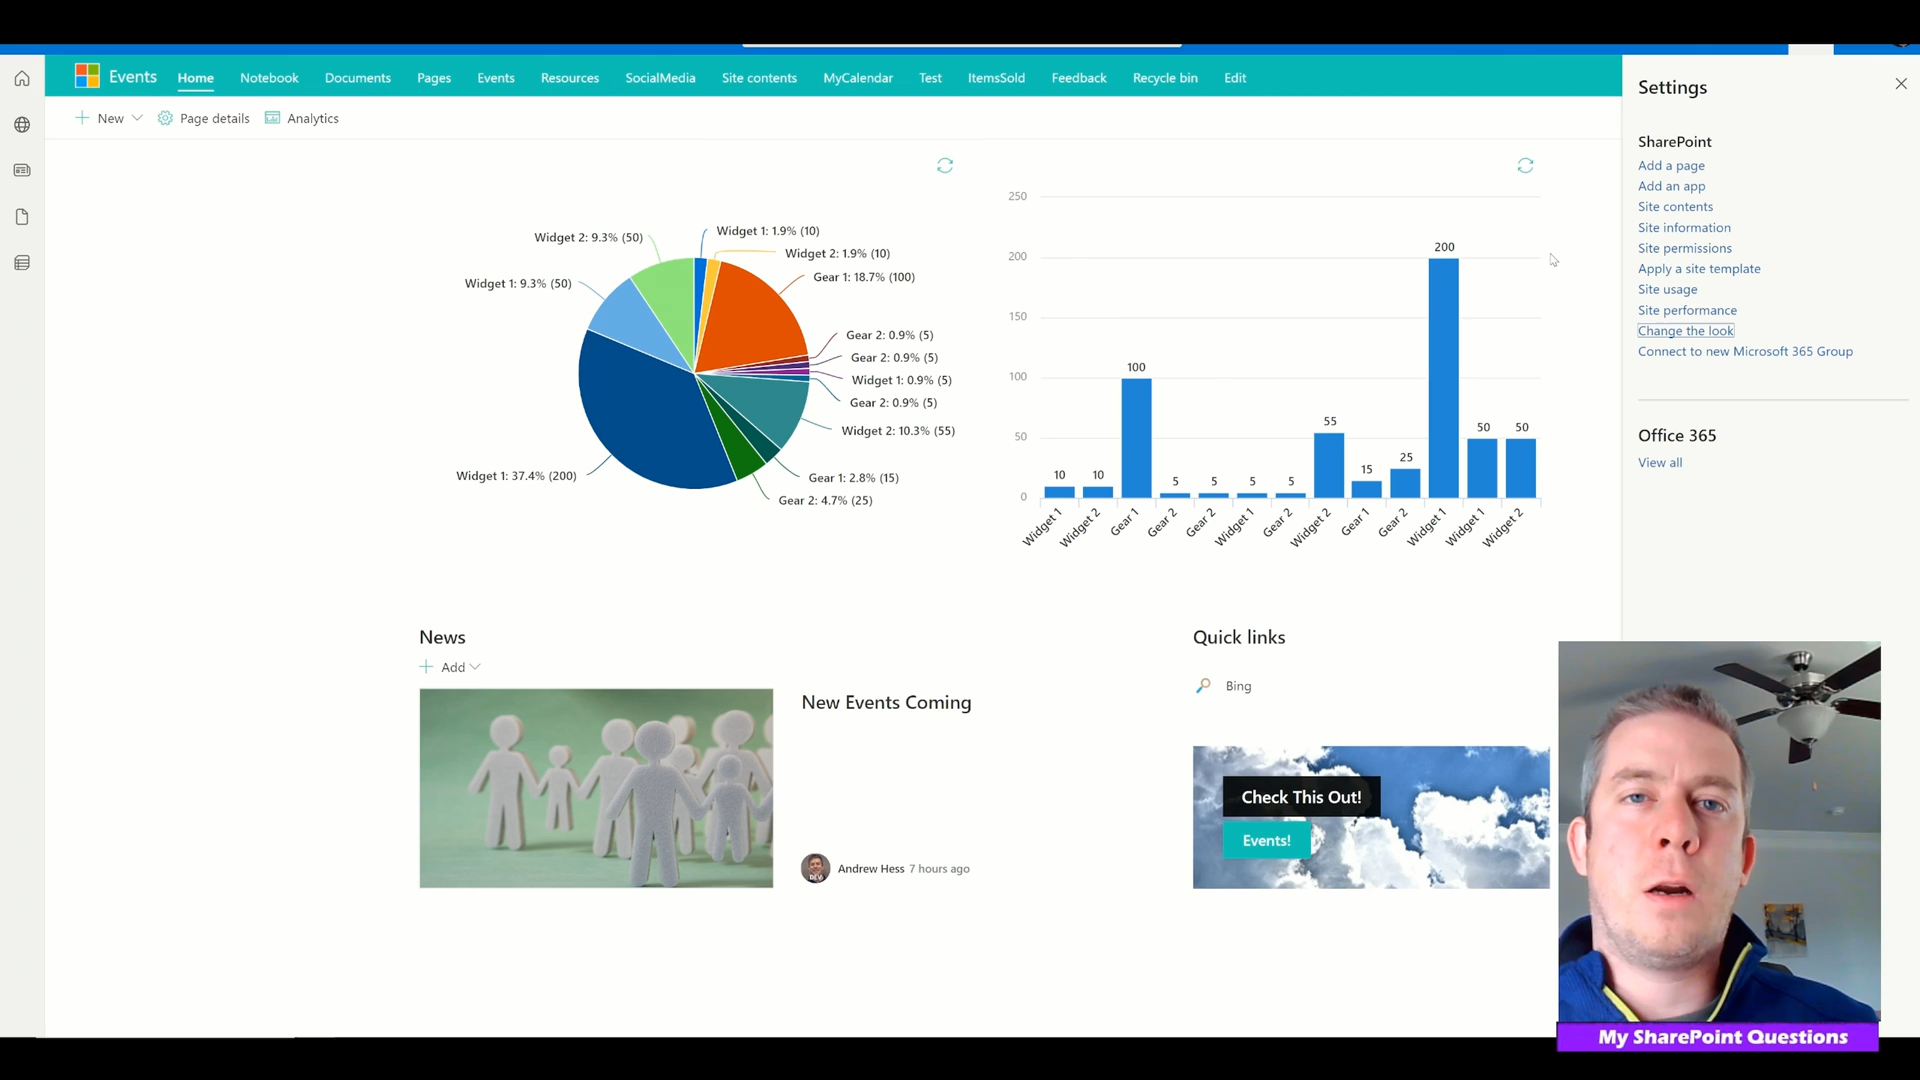 Events
Home
Notebook
Documents
Pages
Events
Resources
SocialMedia
Site contents
MyCalendar
Test
ItemsSold
Feedback
Recycle bin
Edit
New
Page details
Analytics
Widget 1: 1.9% (10)
Widget 2: 9.3% (50)
Widget 2: 1.9% (10)
Gear 1: 18.7% (100)
Widget 1: 9.3% (50)
Gear 2: 0.9% (5)
Gear 2: 0.9% (5)
Widget 1: 0.9% (5)
Gear 2: 0.9% (5)
Widget 2: 10.3% (55)
Widget 1: 37.4% (200)
Gear 1: 2.8% (15)
Gear 2: 4.7% (25)
250
200
150
100
50
0
10
10
100
5
5
5
5
55
15
25
200
50
50
Widget 1
Widget 2
Gear 1
Gear 2
Gear 2
Widget 1
Gear 2
Widget 2
Gear 1
Gear 2
Widget 1
Widget 1
Widget 2
Settings
SharePoint
Add a page
Add an app
Site contents
Site information
Site permissions
Apply a site template
Site usage
Site performance
Change the look
Connect to new Microsoft 365 Group
Office 365
View all
News
Add
New Events Coming
DEV
Andrew Hess 7 hours ago
Quick links
Bing
Check This Out!
Events!
My SharePoint Questions